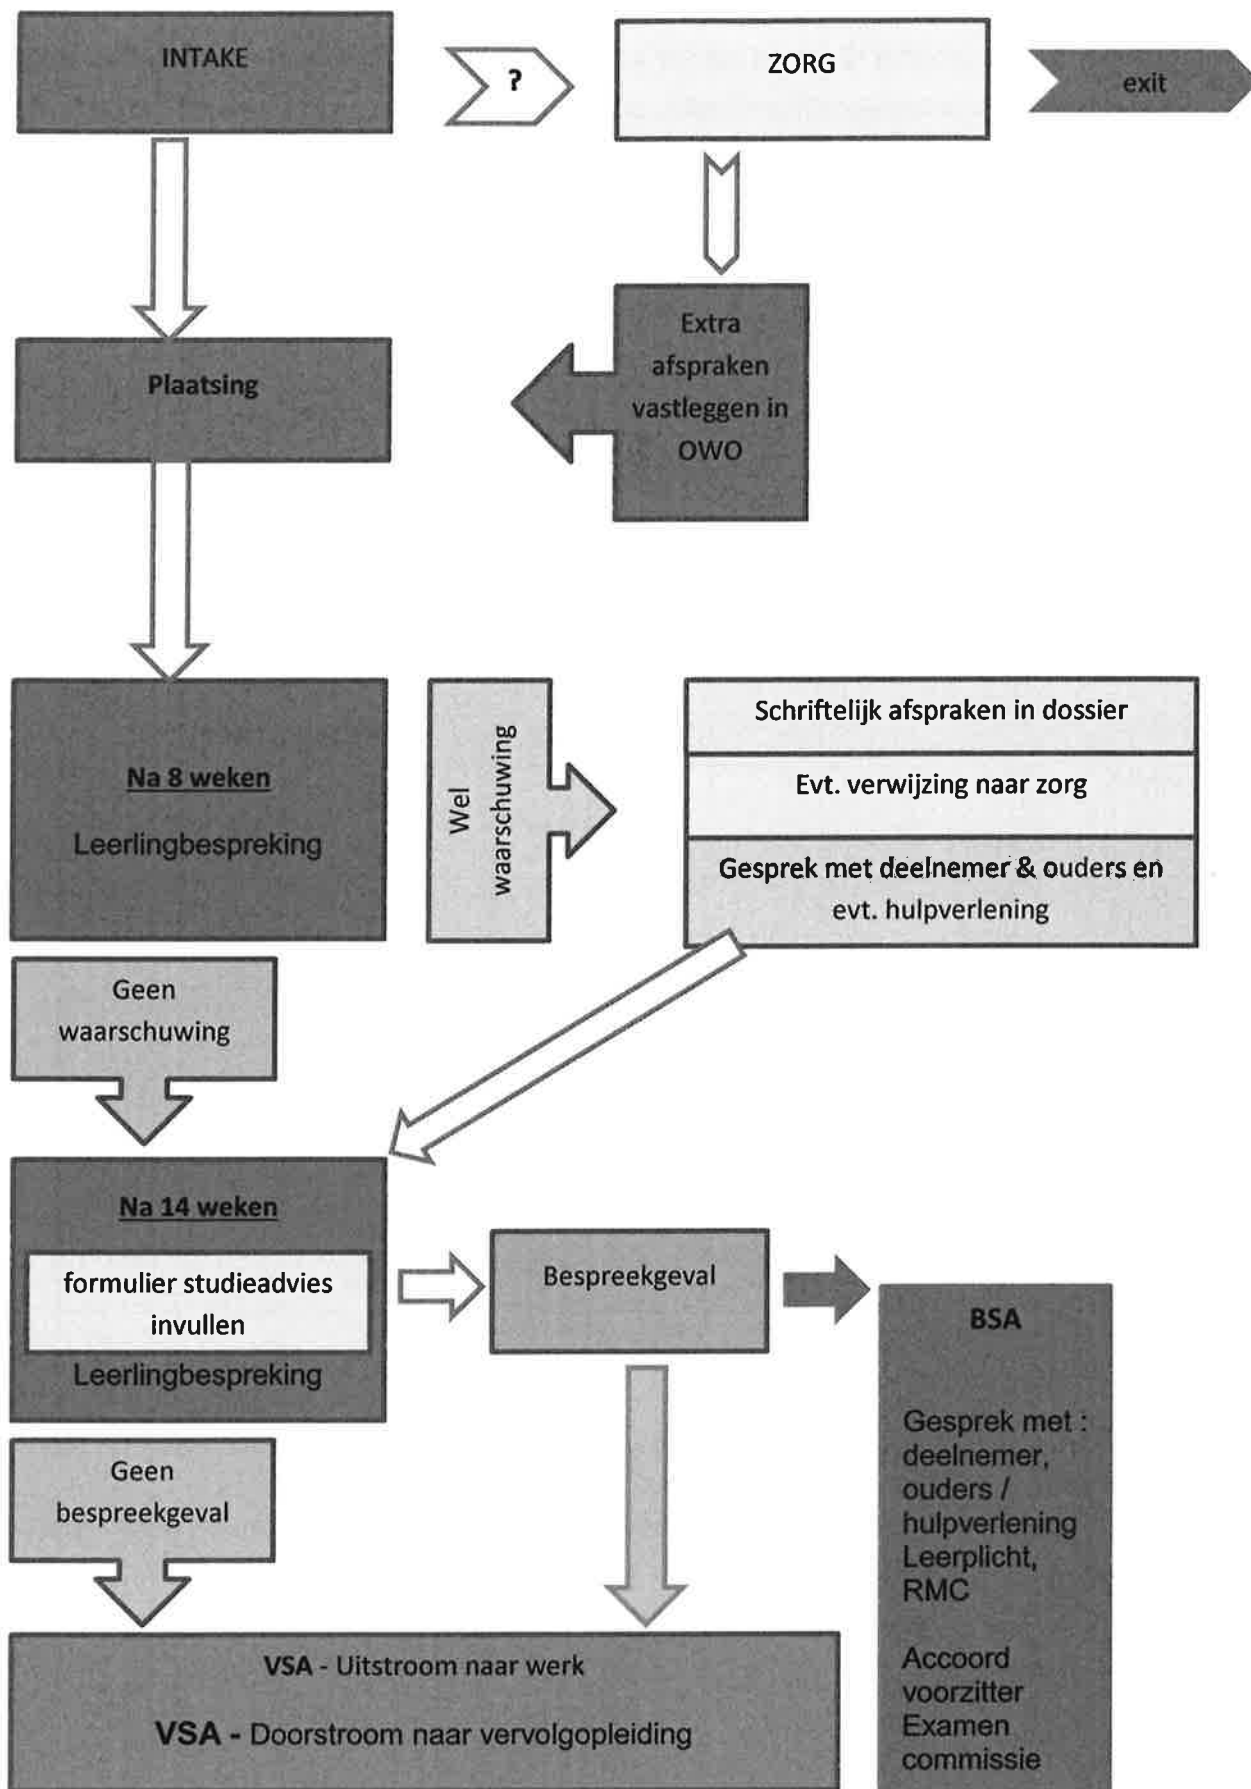 INTAKE
?
ZORG
exit
Extra
afspraken
vastleggen in
OWO
Plaatsing
Na 8 weken
Leerlingbespreking
Wel
waarschuwing
Schriftelijk afspraken in dossier
Evt. verwijzing naar zorg
Gesprek met deelnemer & ouders en
evt. hulpverlening
Geen
waarschuwing
Na 14 weken
formulier studieadvies
invullen
Leerlingbespreking
Bespreekgeval
BSA
Gesprek met :
deelnemer,
ouders /
hulpverlening
Leerplicht,
RMC
Accoord
voorzitter
Examen
commissie
Geen
bespreekgeval
VSA - Uitstroom naar werk
VSA - Doorstroom naar vervolgopleiding